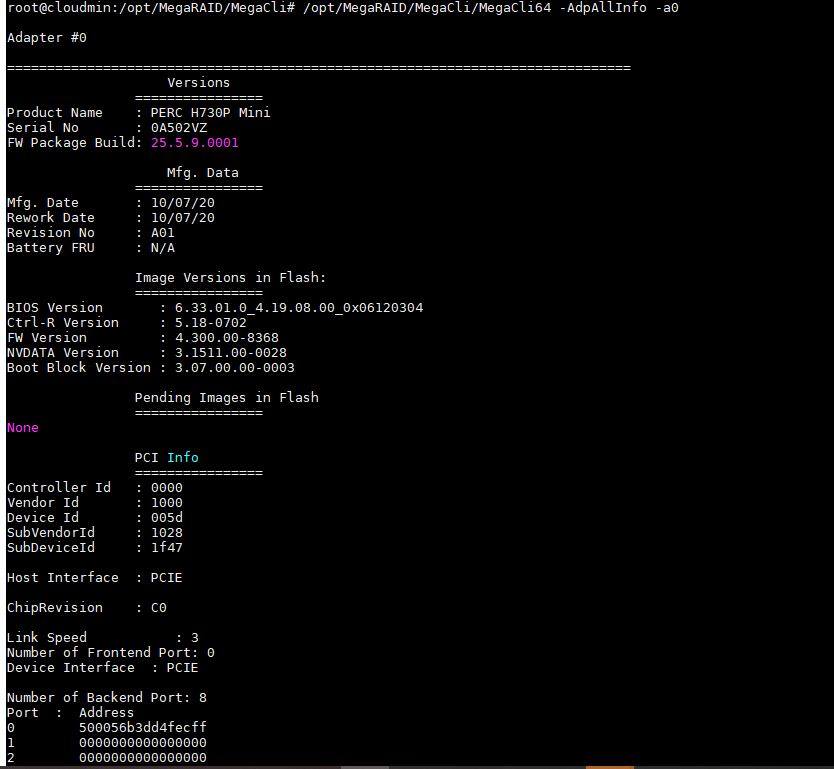 root@cloudmin:/opt/MegaRAID/MegaCli# /opt/MegaRAID/MegaCli/MegaCli64 -AdpAllInfo -a0
Adapter #0
==============================================================================
Versions
================
Product Name    : PERC H730P Mini
Serial No       : 0A502VZ
FW Package Build: 25.5.9.0001
Mfg. Data
================
Mfg. Date       : 10/07/20
Rework Date     : 10/07/20
Revision No     : A01
Battery FRU     : N/A
Image Versions in Flash:
================
BIOS Version       : 6.33.01.0_4.19.08.00_0x06120304
Ctrl-R Version     : 5.18-0702
FW Version         : 4.300.00-8368
NVDATA Version     : 3.1511.00-0028
Boot Block Version : 3.07.00.00-0003
Pending Images in Flash
================
None
PCI Info
================
Controller Id   : 0000
Vendor Id       : 1000
Device Id       : 005d
SubVendorId     : 1028
SubDeviceId     : 1f47
Host Interface  : PCIE
ChipRevision    : C0
Link Speed           : 3
Number of Frontend Port: 0
Device Interface  : PCIE
Number of Backend Port: 8
Port  :  Address
0        500056b3dd4fecff
1        0000000000000000
2        0000000000000000